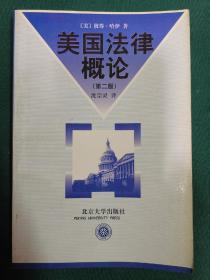 〔美〕彼得·哈伊 著
美国法律
概论
（第二版）
沈宗灵 译
北京大学出版社
PEKING UNIVERSITY PRESS